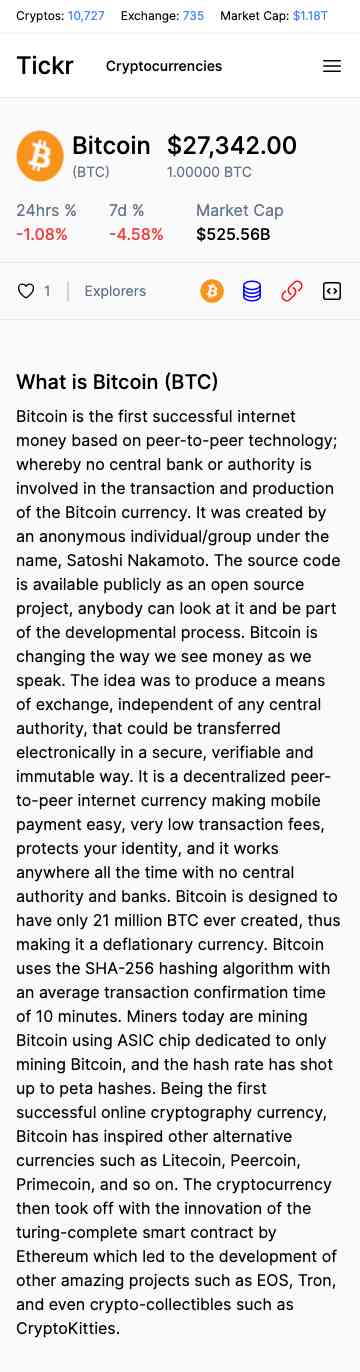 Cryptos: 10,727 Exchange: 735 Market Cap: $1.18T
Tickr Cryptocurrencies
Bitcoin $27,342.00
(BTC) 1.00000 BTC
24hrs % 7d % Market Cap
-1.08% -4.58% $525.56B
1 Explorers
What is Bitcoin (BTC)
Bitcoin is the first successful internet
money based on peer-to-peer technology;
whereby no central bank or authority is
involved in the transaction and production
of the Bitcoin currency. It was created by
an anonymous individual/group under the
name, Satoshi Nakamoto. The source code
is available publicly as an open source
project, anybody can look at it and be part
of the developmental process. Bitcoin is
changing the way we see money as we
speak. The idea was to produce a means
of exchange, independent of any central
authority, that could be transferred
electronically in a secure, verifiable and
immutable way. It is a decentralized peer-
to-peer internet currency making mobile
payment easy, very low transaction fees,
protects your identity, and it works
anywhere all the time with no central
authority and banks. Bitcoin is designed to
have only 21 million BTC ever created, thus
making it a deflationary currency. Bitcoin
uses the SHA-256 hashing algorithm with
an average transaction confirmation time
of 10 minutes. Miners today are mining
Bitcoin using ASIC chip dedicated to only
mining Bitcoin, and the hash rate has shot
up to peta hashes. Being the first
successful online cryptography currency,
Bitcoin has inspired other alternative
currencies such as Litecoin, Peercoin,
Primecoin, and so on. The cryptocurrency
then took off with the innovation of the
turing-complete smart contract by
Ethereum which led to the development of
other amazing projects such as EOS, Tron,
and even crypto-collectibles such as
CryptoKitties.